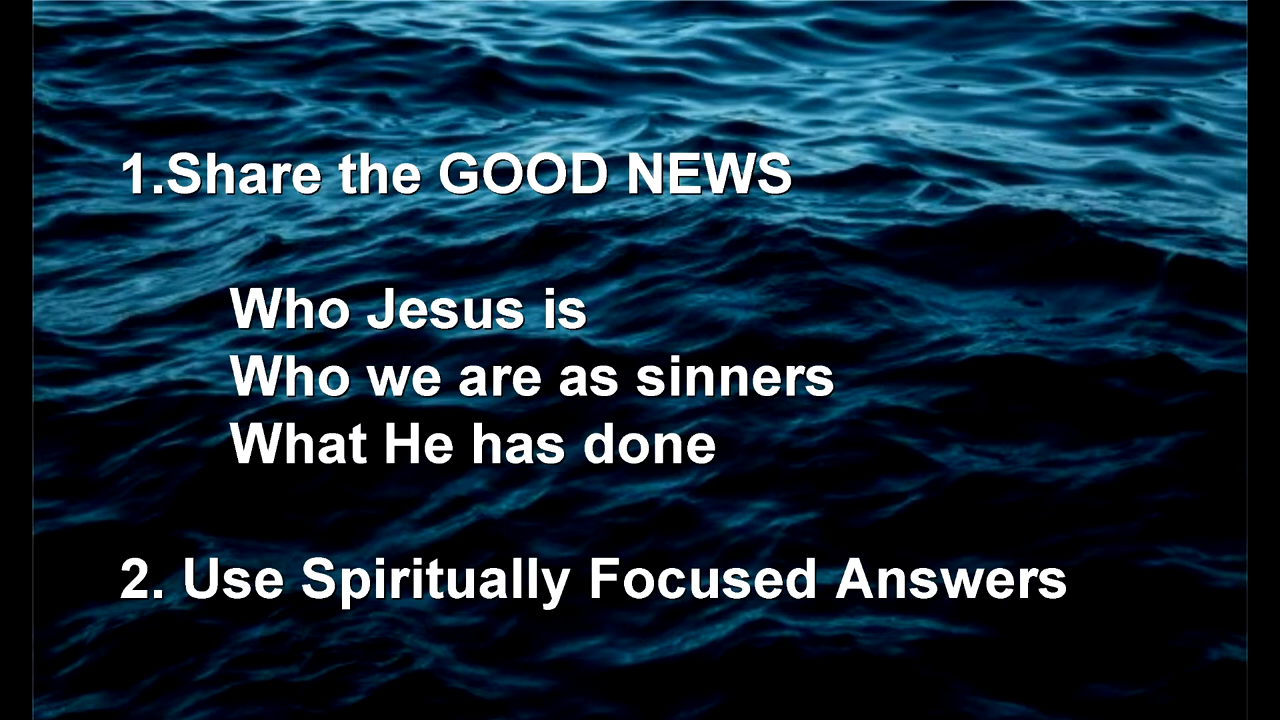 1.Share the GOOD NEWS
Who Jesus is
Who we are as sinners
What He has done
2. Use Spiritually Focused Answers